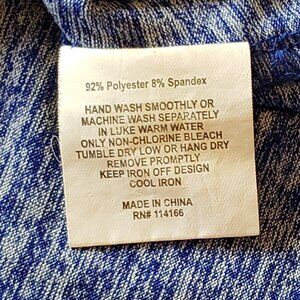 92% Polyester 8% Spandex
HAND WASH SMOOTHLY OR
MACHINE WASH SEPARATELY
IN LUKE WARM WATER
ONLY NON-CHLORINE BLEACH
TUMBLE DRY LOW OR HANG DRY
REMOVE PROMPTLY
KEEP IRON OFF DESIGN
COOL IRON
MADE IN CHINA
RN# 114166